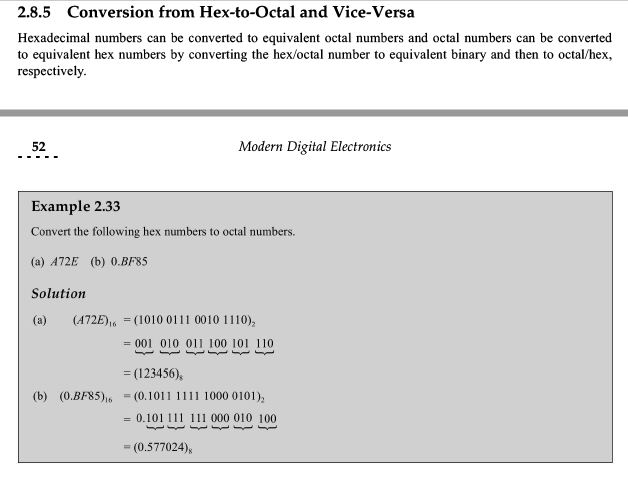 2.8.5 Conversion from Hex-to-Octal and Vice-Versa
Hexadecimal numbers can be converted to equivalent octal numbers and octal numbers can be converted
to equivalent hex numbers by converting the hex/octal number to equivalent binary and then to octal/hex,
respectively.
52 Modern Digital Electronics
Example 2.33
Convert the following hex numbers to octal numbers.
(a) A72E (b) 0.BF85
Solution
(a) (A72E)₁₆ = (1010 0111 0010 1110)₂
= 001 010 011 100 101 110
= (123456)₈
(b) (0.BF85)₁₆ = (0.1011 1111 1000 0101)₂
= 0.101 111 111 000 010 100
= (0.577024)₈